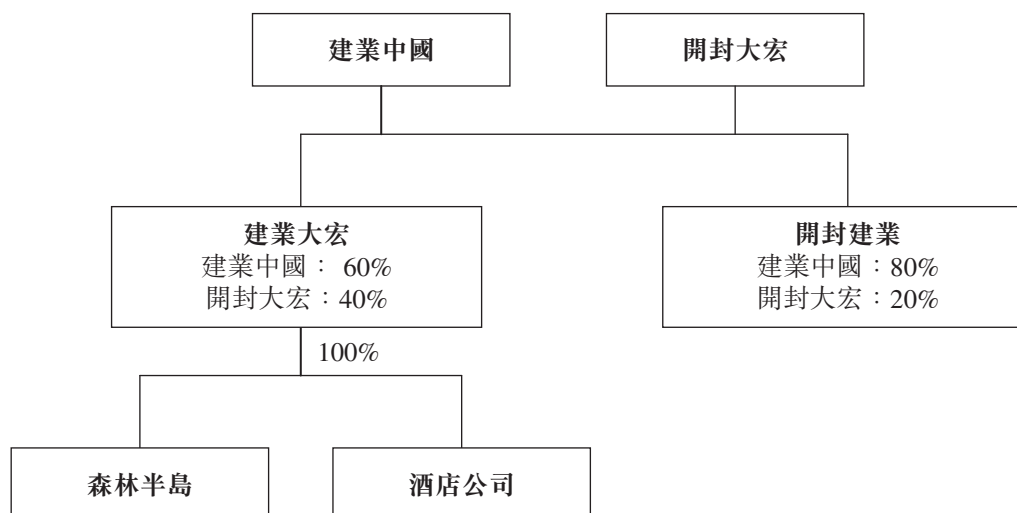 建業中國
開封大宏
建業大宏
建業中國： 60%
開封大宏：40%
開封建業
建業中國：80%
開封大宏：20%
100%
森林半島
酒店公司